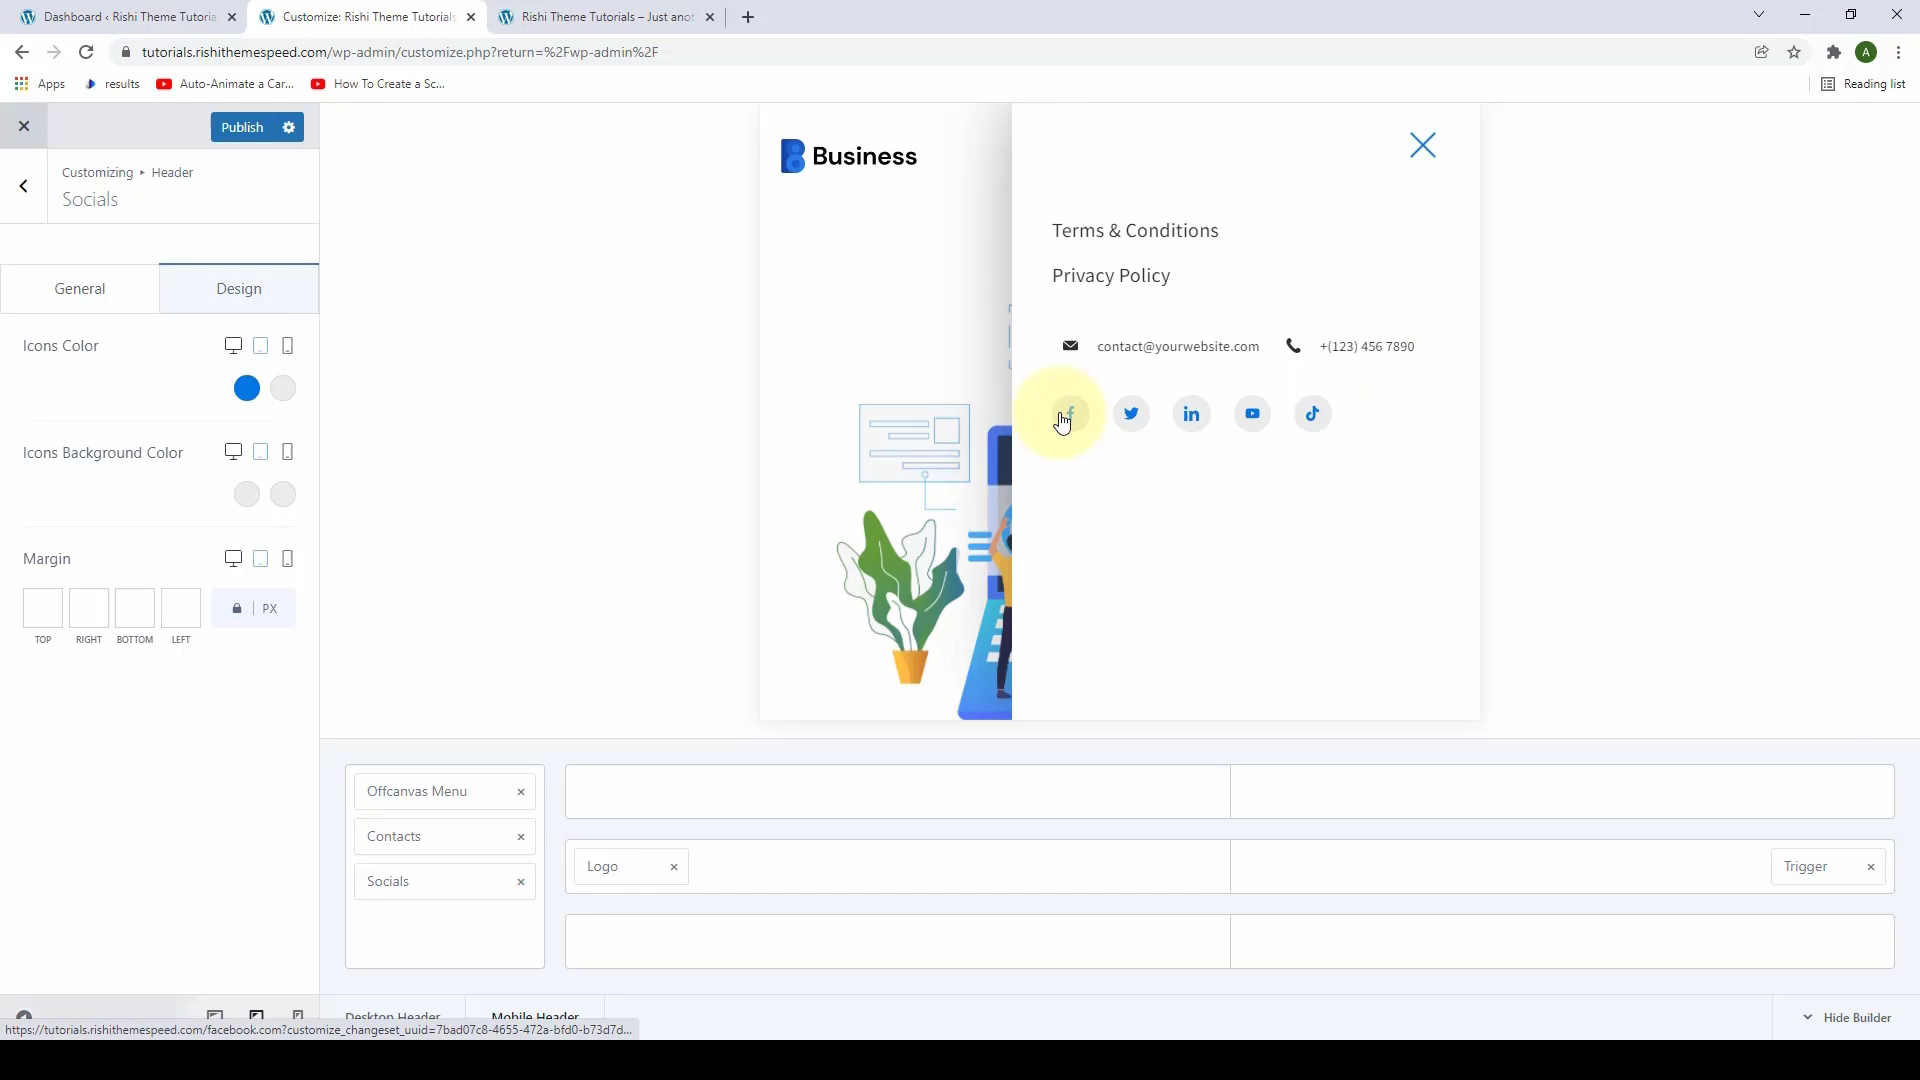 Dashboard ‹ Rishi Theme Tutoria
Customize: Rishi Theme Tutorials
Rishi Theme Tutorials – Just anot
tutorials.rishithemespeed.com/wp-admin/customize.php?return=%2Fwp-admin%2F
A
Apps
results
Auto-Animate a Car...
How To Create a Sc...
Reading list
Publish
Customizing ▸ Header
Socials
General
Design
Icons Color
Icons Background Color
Margin
PX
TOP
RIGHT
BOTTOM
LEFT
Business
Terms & Conditions
Privacy Policy
contact@yourwebsite.com
+(123) 456 7890
Offcanvas Menu
Contacts
Socials
Logo
Trigger
Desktop Header
Mobile Header
Hide Builder
https://tutorials.rishithemespeed.com/facebook.com?customize_changeset_uuid=7bad07c8-4655-472a-bfd0-b73d7d...